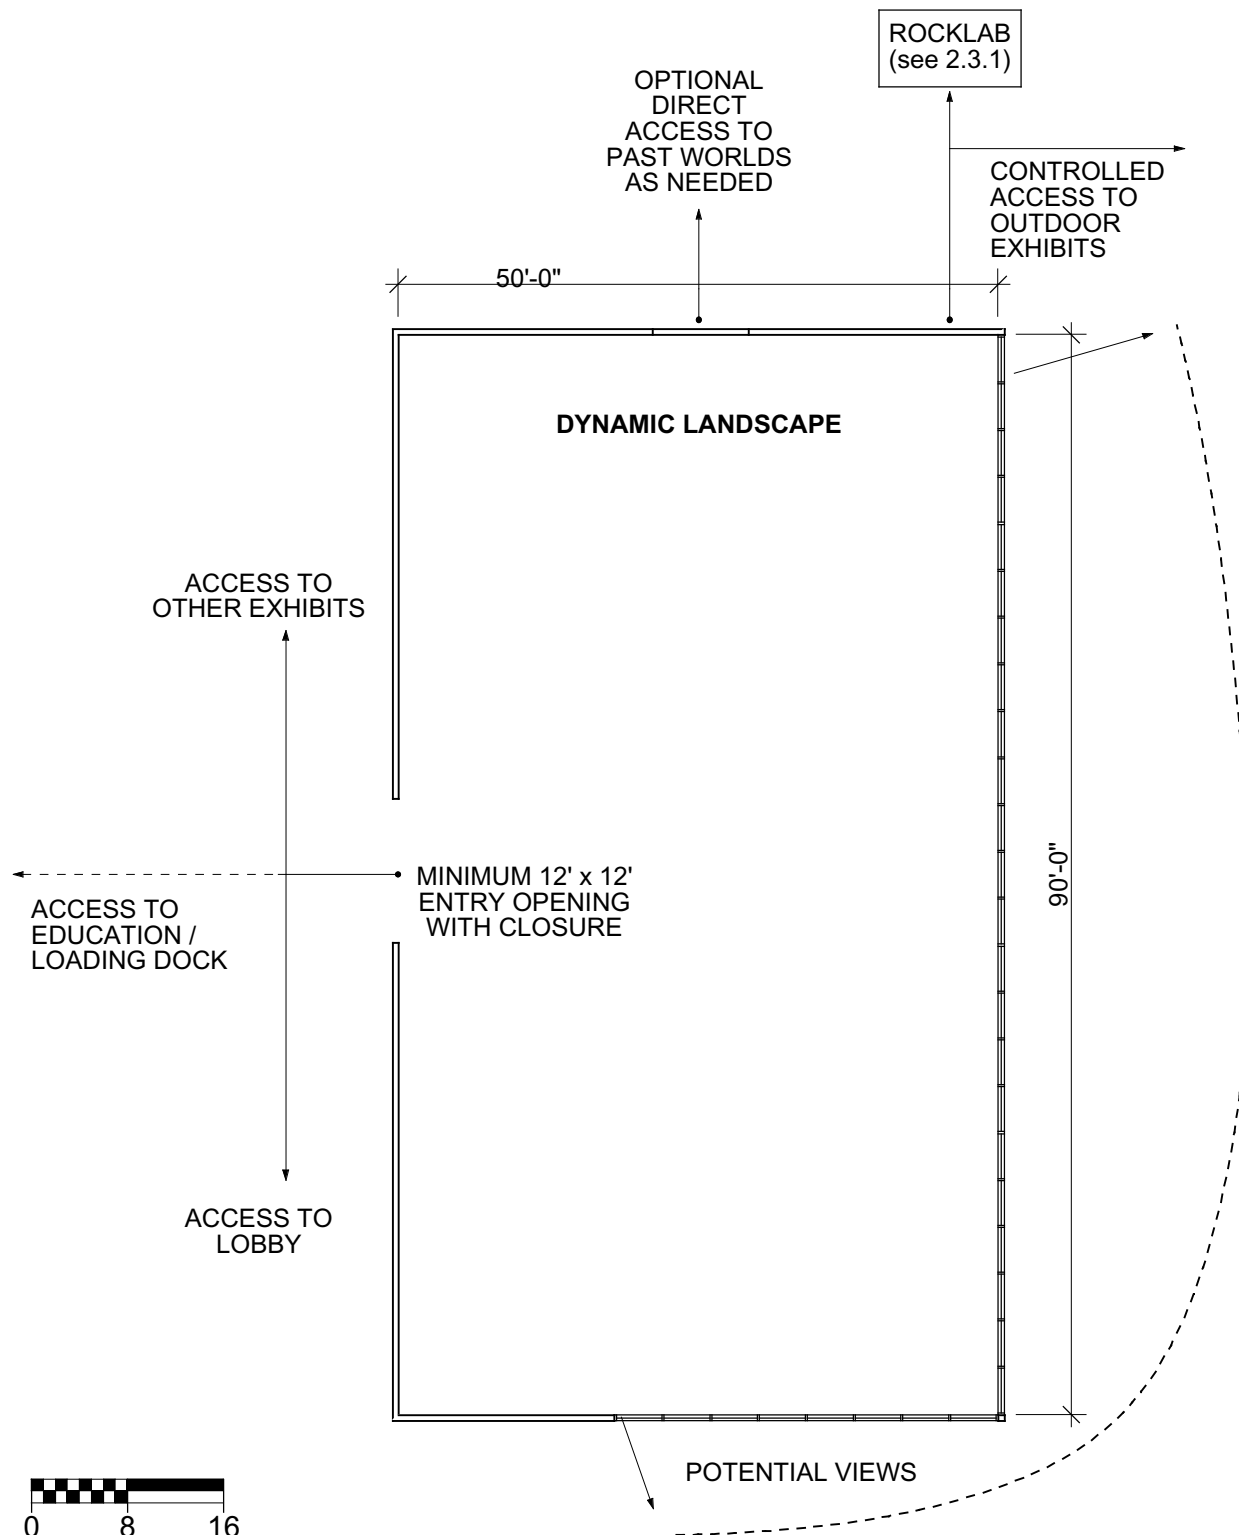 ROCKLAB
(see 2.3.1)
OPTIONAL
DIRECT
ACCESS TO
PAST WORLDS
AS NEEDED
CONTROLLED
ACCESS TO
OUTDOOR
EXHIBITS
50'-0"
DYNAMIC LANDSCAPE
ACCESS TO
OTHER EXHIBITS
90'-0"
MINIMUM 12' x 12'
ENTRY OPENING
WITH CLOSURE
ACCESS TO
EDUCATION /
LOADING DOCK
ACCESS TO
LOBBY
POTENTIAL VIEWS
0 8 16